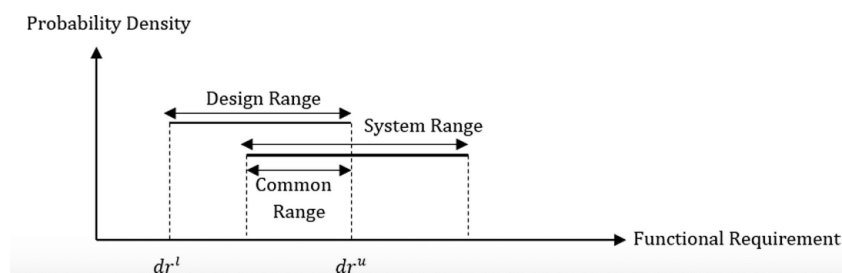 Probability Density
Design Range
System Range
Common
Range
Functional Requirement
dr^l
dr^u